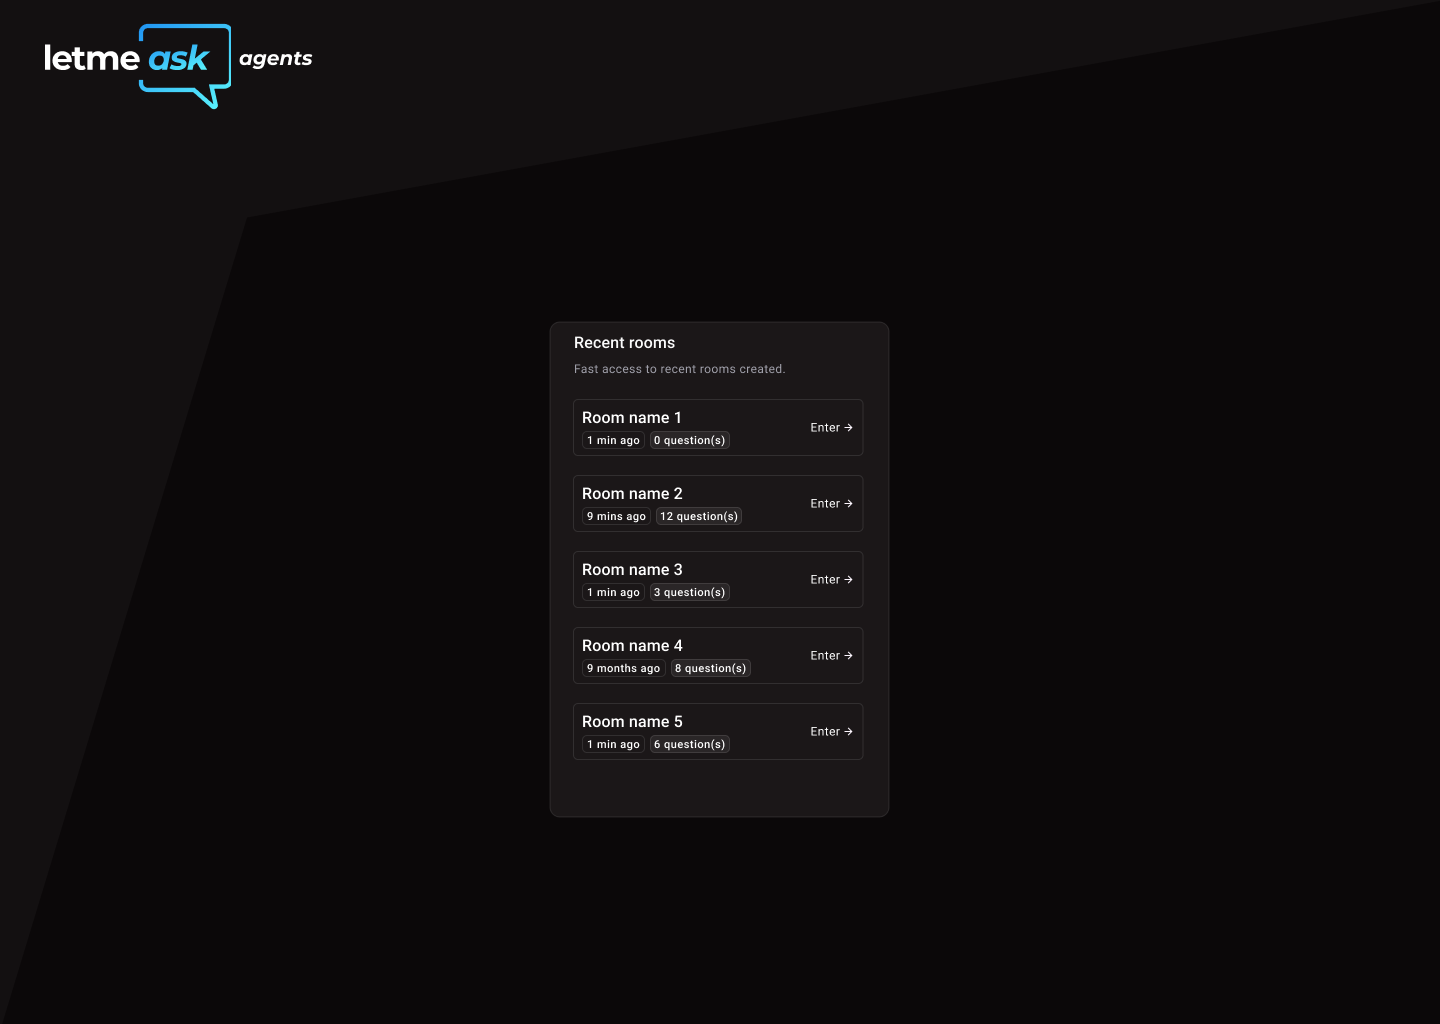 letme ask agents
Recent rooms
Fast access to recent rooms created.
Room name 1
1 min ago 0 question(s)
Enter →
Room name 2
9 mins ago 12 question(s)
Enter →
Room name 3
1 min ago 3 question(s)
Enter →
Room name 4
9 months ago 8 question(s)
Enter →
Room name 5
1 min ago 6 question(s)
Enter →